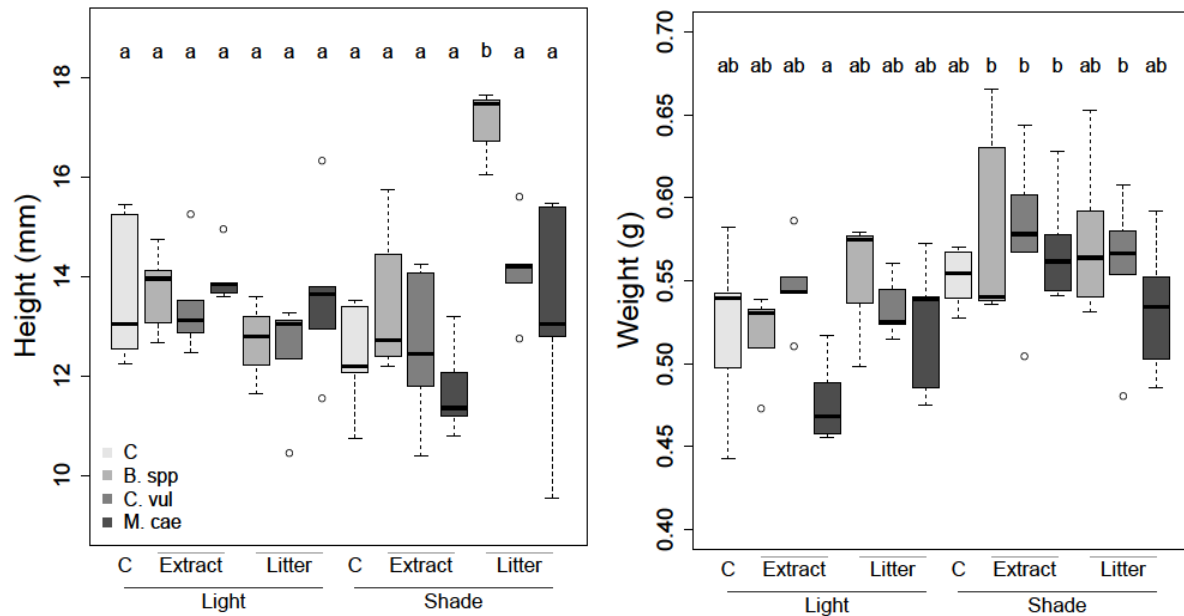 a a a a a a a a a a a b a a
Height (mm)
18
16
14
12
10
C
B. spp
C. vul
M. cae
C Extract Litter C Extract Litter
Light Shade
ab ab ab a ab ab ab ab b b b ab b ab
Weight (g)
0.70
0.65
0.60
0.55
0.50
0.45
0.40
C Extract Litter C Extract Litter
Light Shade